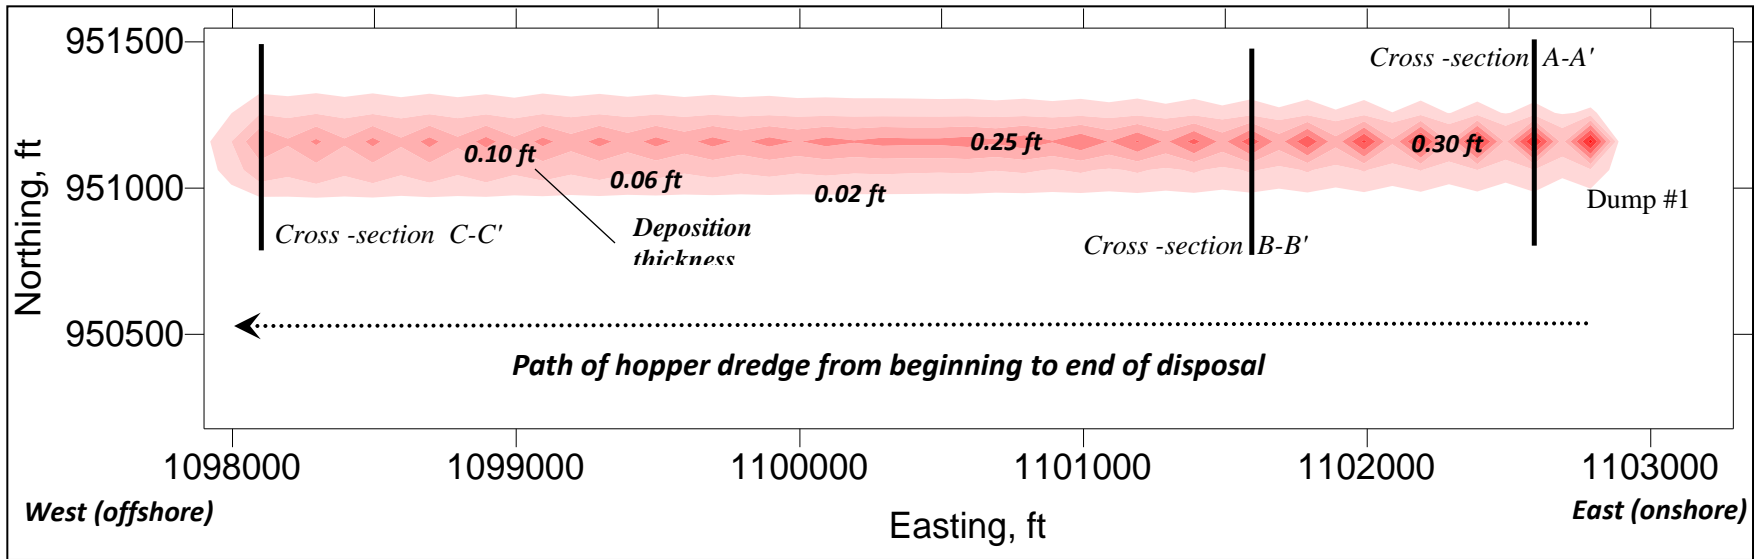 951500
Cross -section A-A'
0.25 ft
0.30 ft
0.10 ft
0.06 ft
0.02 ft
951000
Dump #1
Northing, ft
Deposition
thickness
Cross -section C-C'
Cross -section B-B'
950500
Path of hopper dredge from beginning to end of disposal
1098000 1099000 1100000 1101000 1102000 1103000
West (offshore)
East (onshore)
Easting, ft